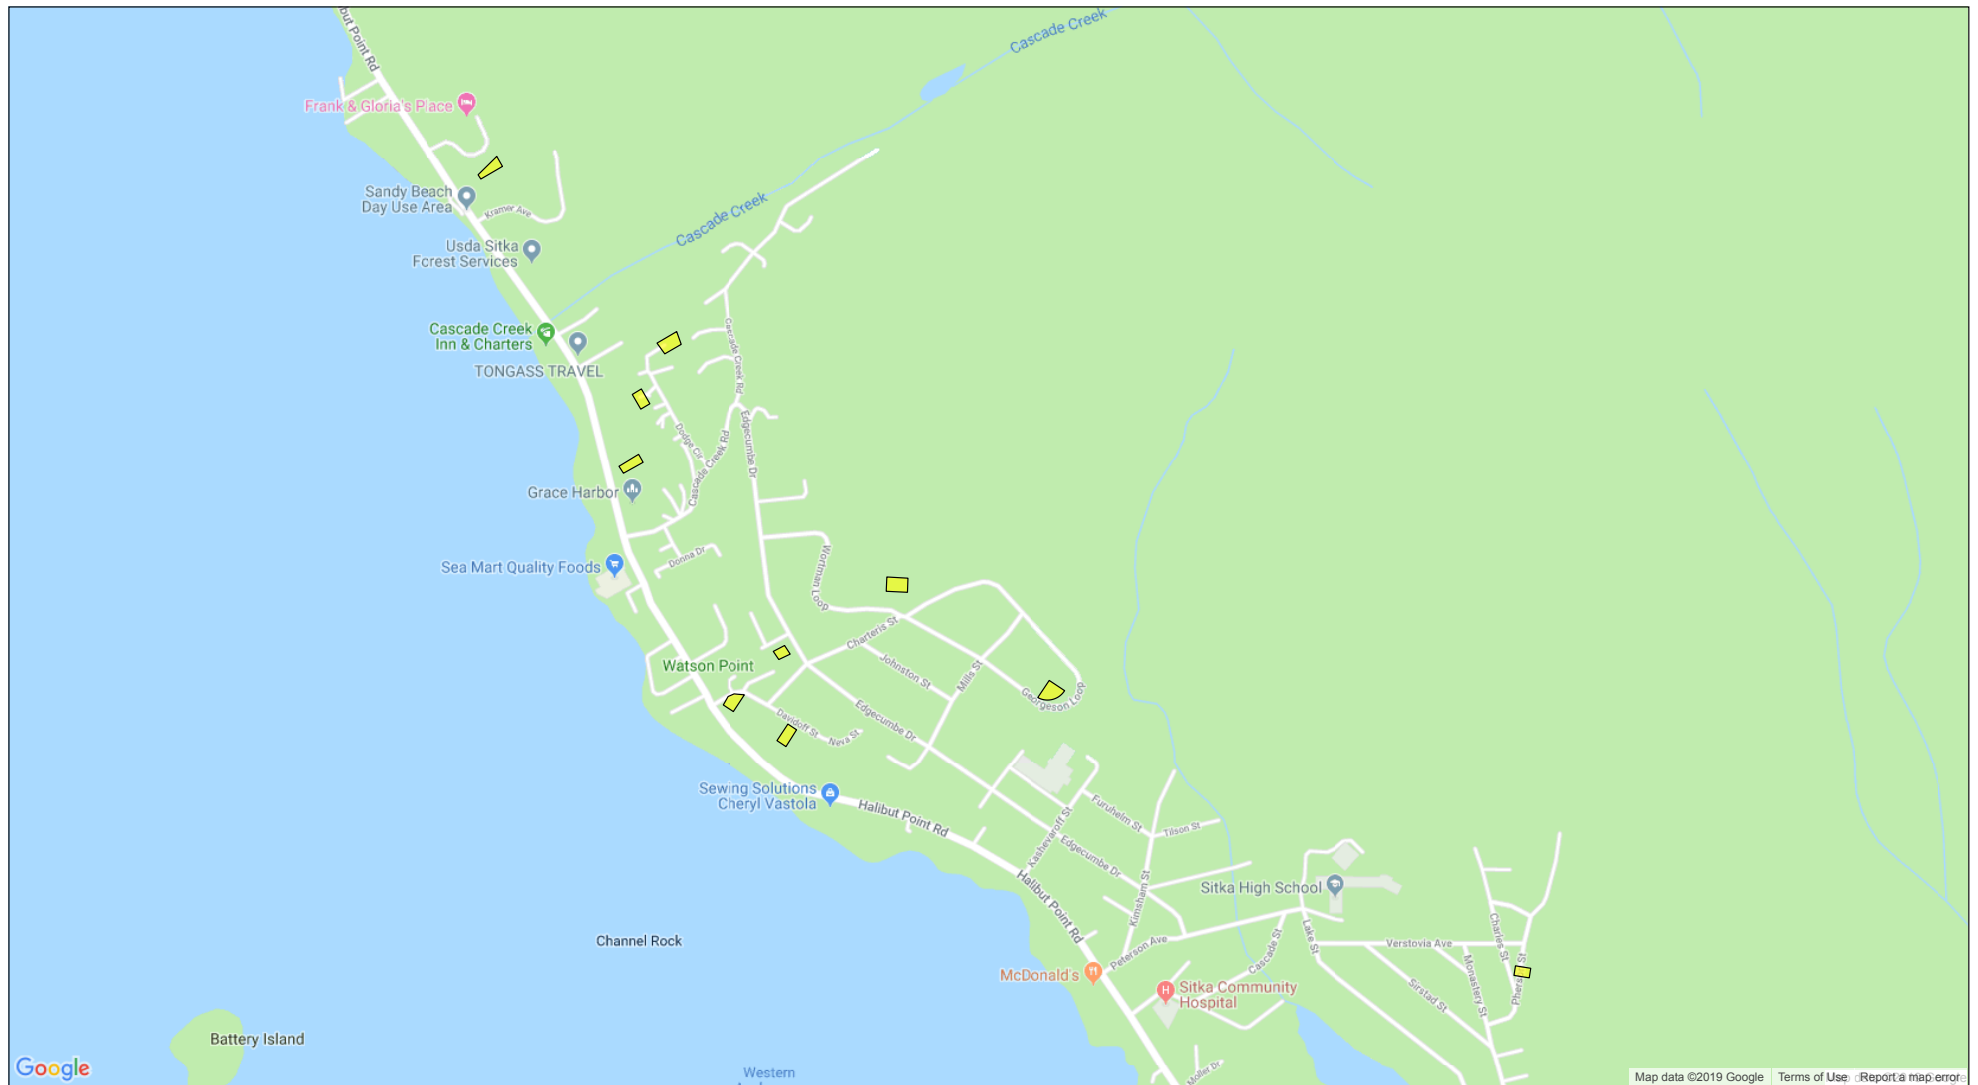 but Point Rd
Cascade Creek
Frank & Gloria's Place
Sandy Beach
Day Use Area
Kramer Ave
Cascade Creek
Usda Sitka
Forest Services
Cascade Creek
Inn & Charters
TONGASS TRAVEL
Cascade Creek Rd
Edgecumbe Dr
Dodge Cir
Cascade Creek Rd
Grace Harbor
Donna Dr
Sea Mart Quality Foods
Wortman Loop
Charteris St
Johnston St
Mills St
Watson Point
Georgeson Loop
Davidoff St
Neva St
Edgecumbe Dr
Sewing Solutions
Cheryl Vastola
Halibut Point Rd
Kashevaroff St
Furuhelm St
Tilson St
Edgecumbe Dr
Halibut Point Rd
Kimsham St
Sitka High School
Peterson Ave
Cascade St
Lake St
Verstovia Ave
Charles St
Monastery St
Sirstad St
Phers St
Channel Rock
McDonald's
Sitka Community
Hospital
Battery Island
Moller Dr
Western
Google
Map data ©2019 Google
Terms of Use
Report a map error